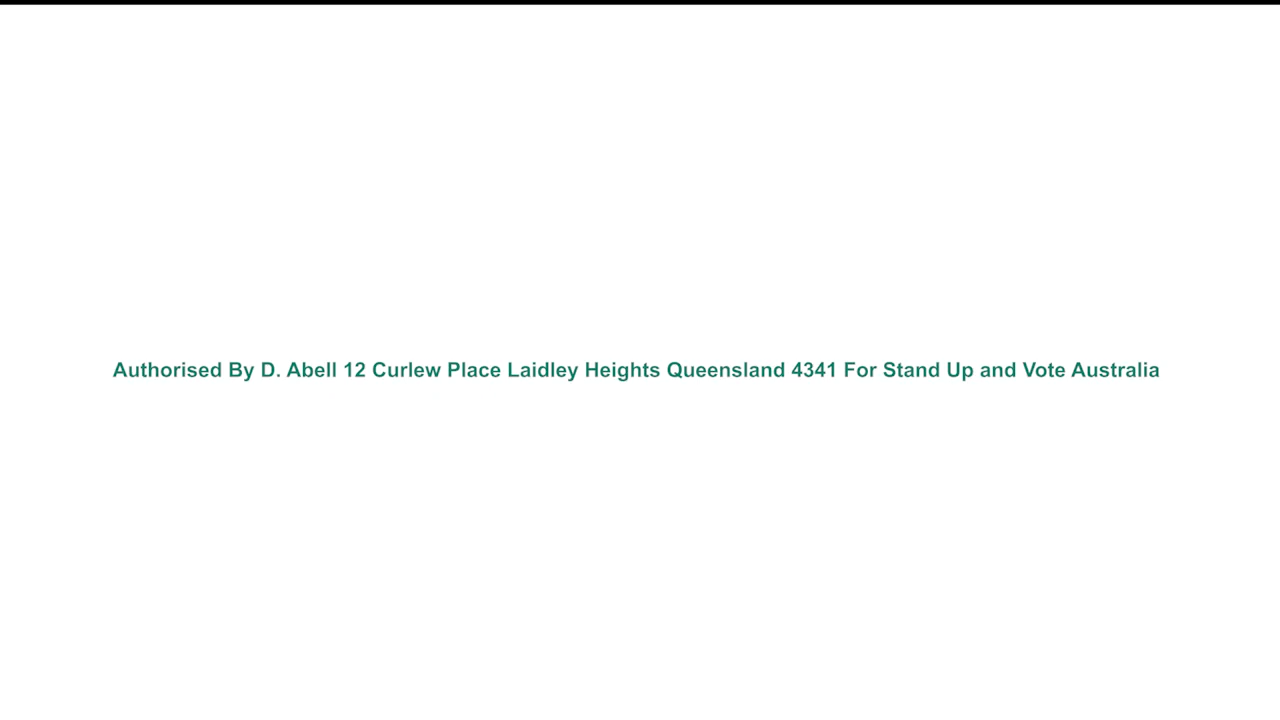 Authorised By D. Abell 12 Curlew Place Laidley Heights Queensland 4341 For Stand Up and Vote Australia